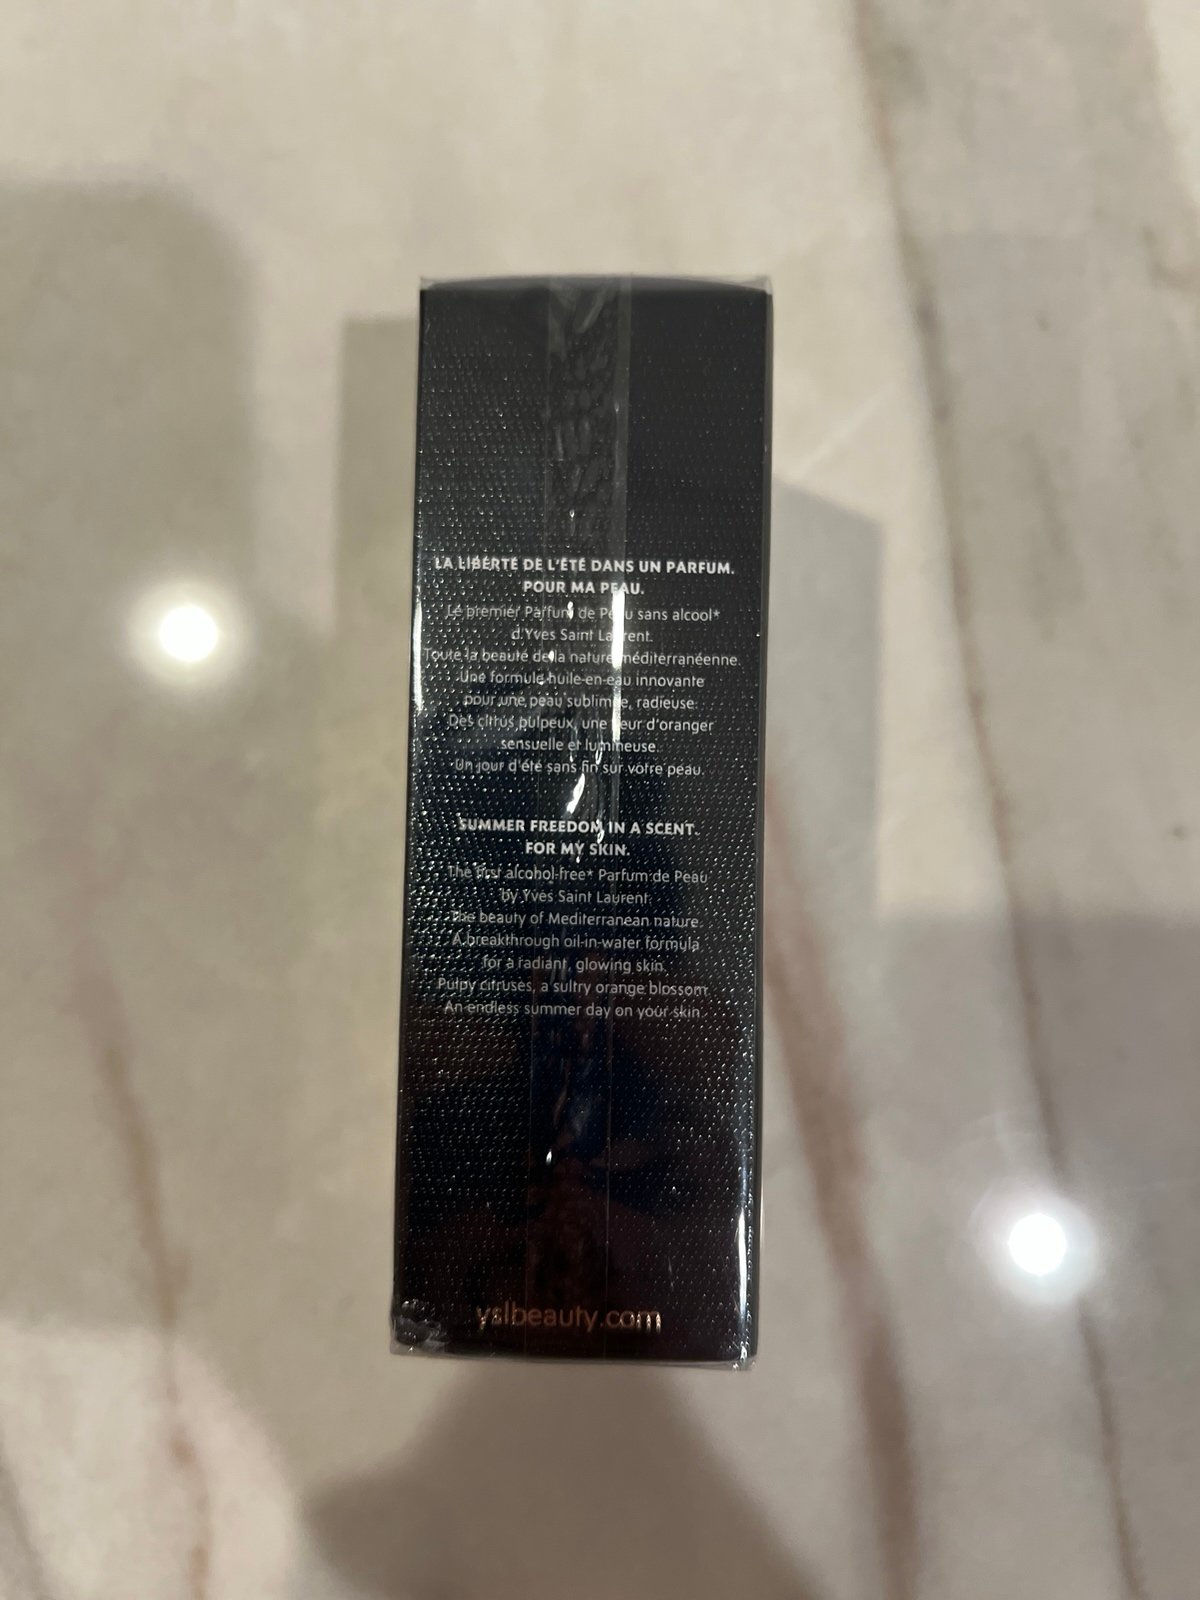 LA LIBERTÉ DE L'ÉTÉ DANS UN PARFUM.
POUR MA PEAU.
Le premier Parfum de Peau sans alcool*
d'Yves Saint Laurent.
Toute la beauté de la nature méditerranéenne.
Une formule huile-en-eau innovante
pour une peau sublimée, radieuse.
Des citrus pulpeux, une fleur d'oranger
sensuelle et lumineuse.
Un jour d'été sans fin sur votre peau.
SUMMER FREEDOM IN A SCENT.
FOR MY SKIN.
The first alcohol-free* Parfum de Peau
by Yves Saint Laurent.
The beauty of Mediterranean nature.
A breakthrough oil-in-water formula
for a radiant, glowing skin.
Pulpy citruses, a sultry orange blossom.
An endless summer day on your skin.
yslbeauty.com